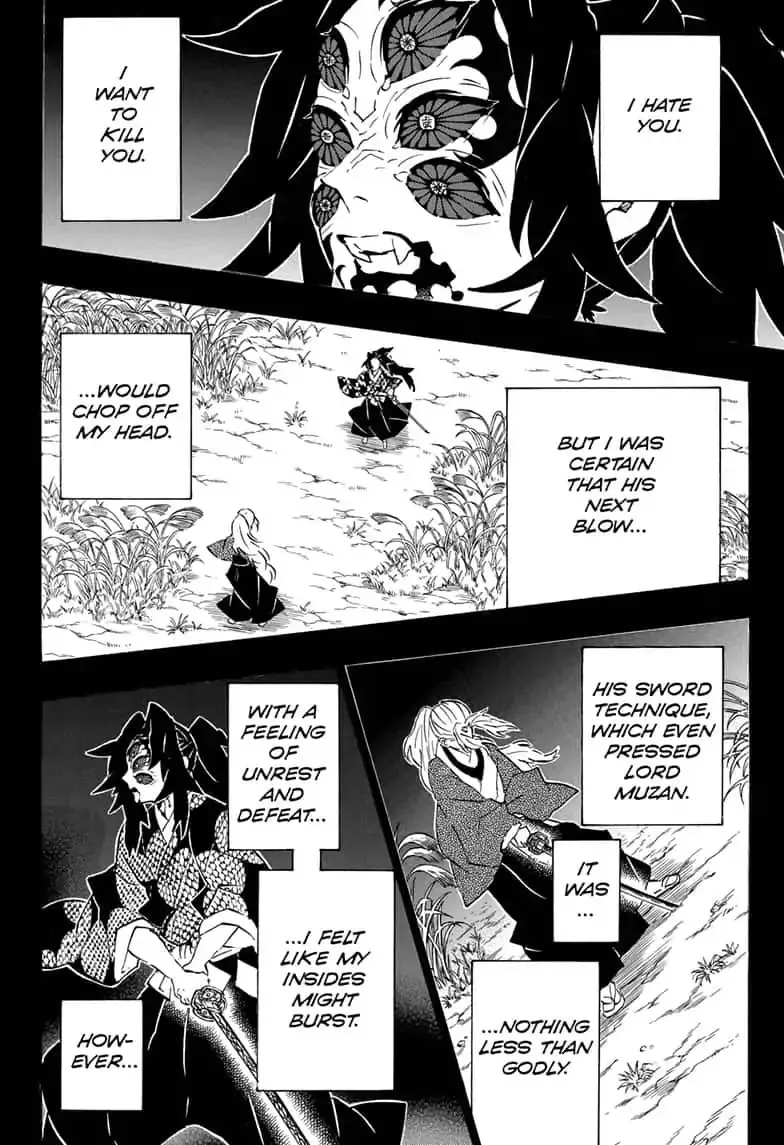 I HATE
YOU.
I
WANT
TO
KILL
YOU.
BUT I WAS
CERTAIN
THAT HIS
NEXT
BLOW...
...WOULD
CHOP OFF
MY HEAD.
HIS SWORD
TECHNIQUE,
WHICH EVEN
PRESSED
LORD
MUZAN.
IT
WAS
...
...NOTHING
LESS THAN
GODLY.
WITH A
FEELING
OF
UNREST
AND
DEFEAT...
...I FELT
LIKE MY
INSIDES
MIGHT
BURST.
HOW-
EVER...